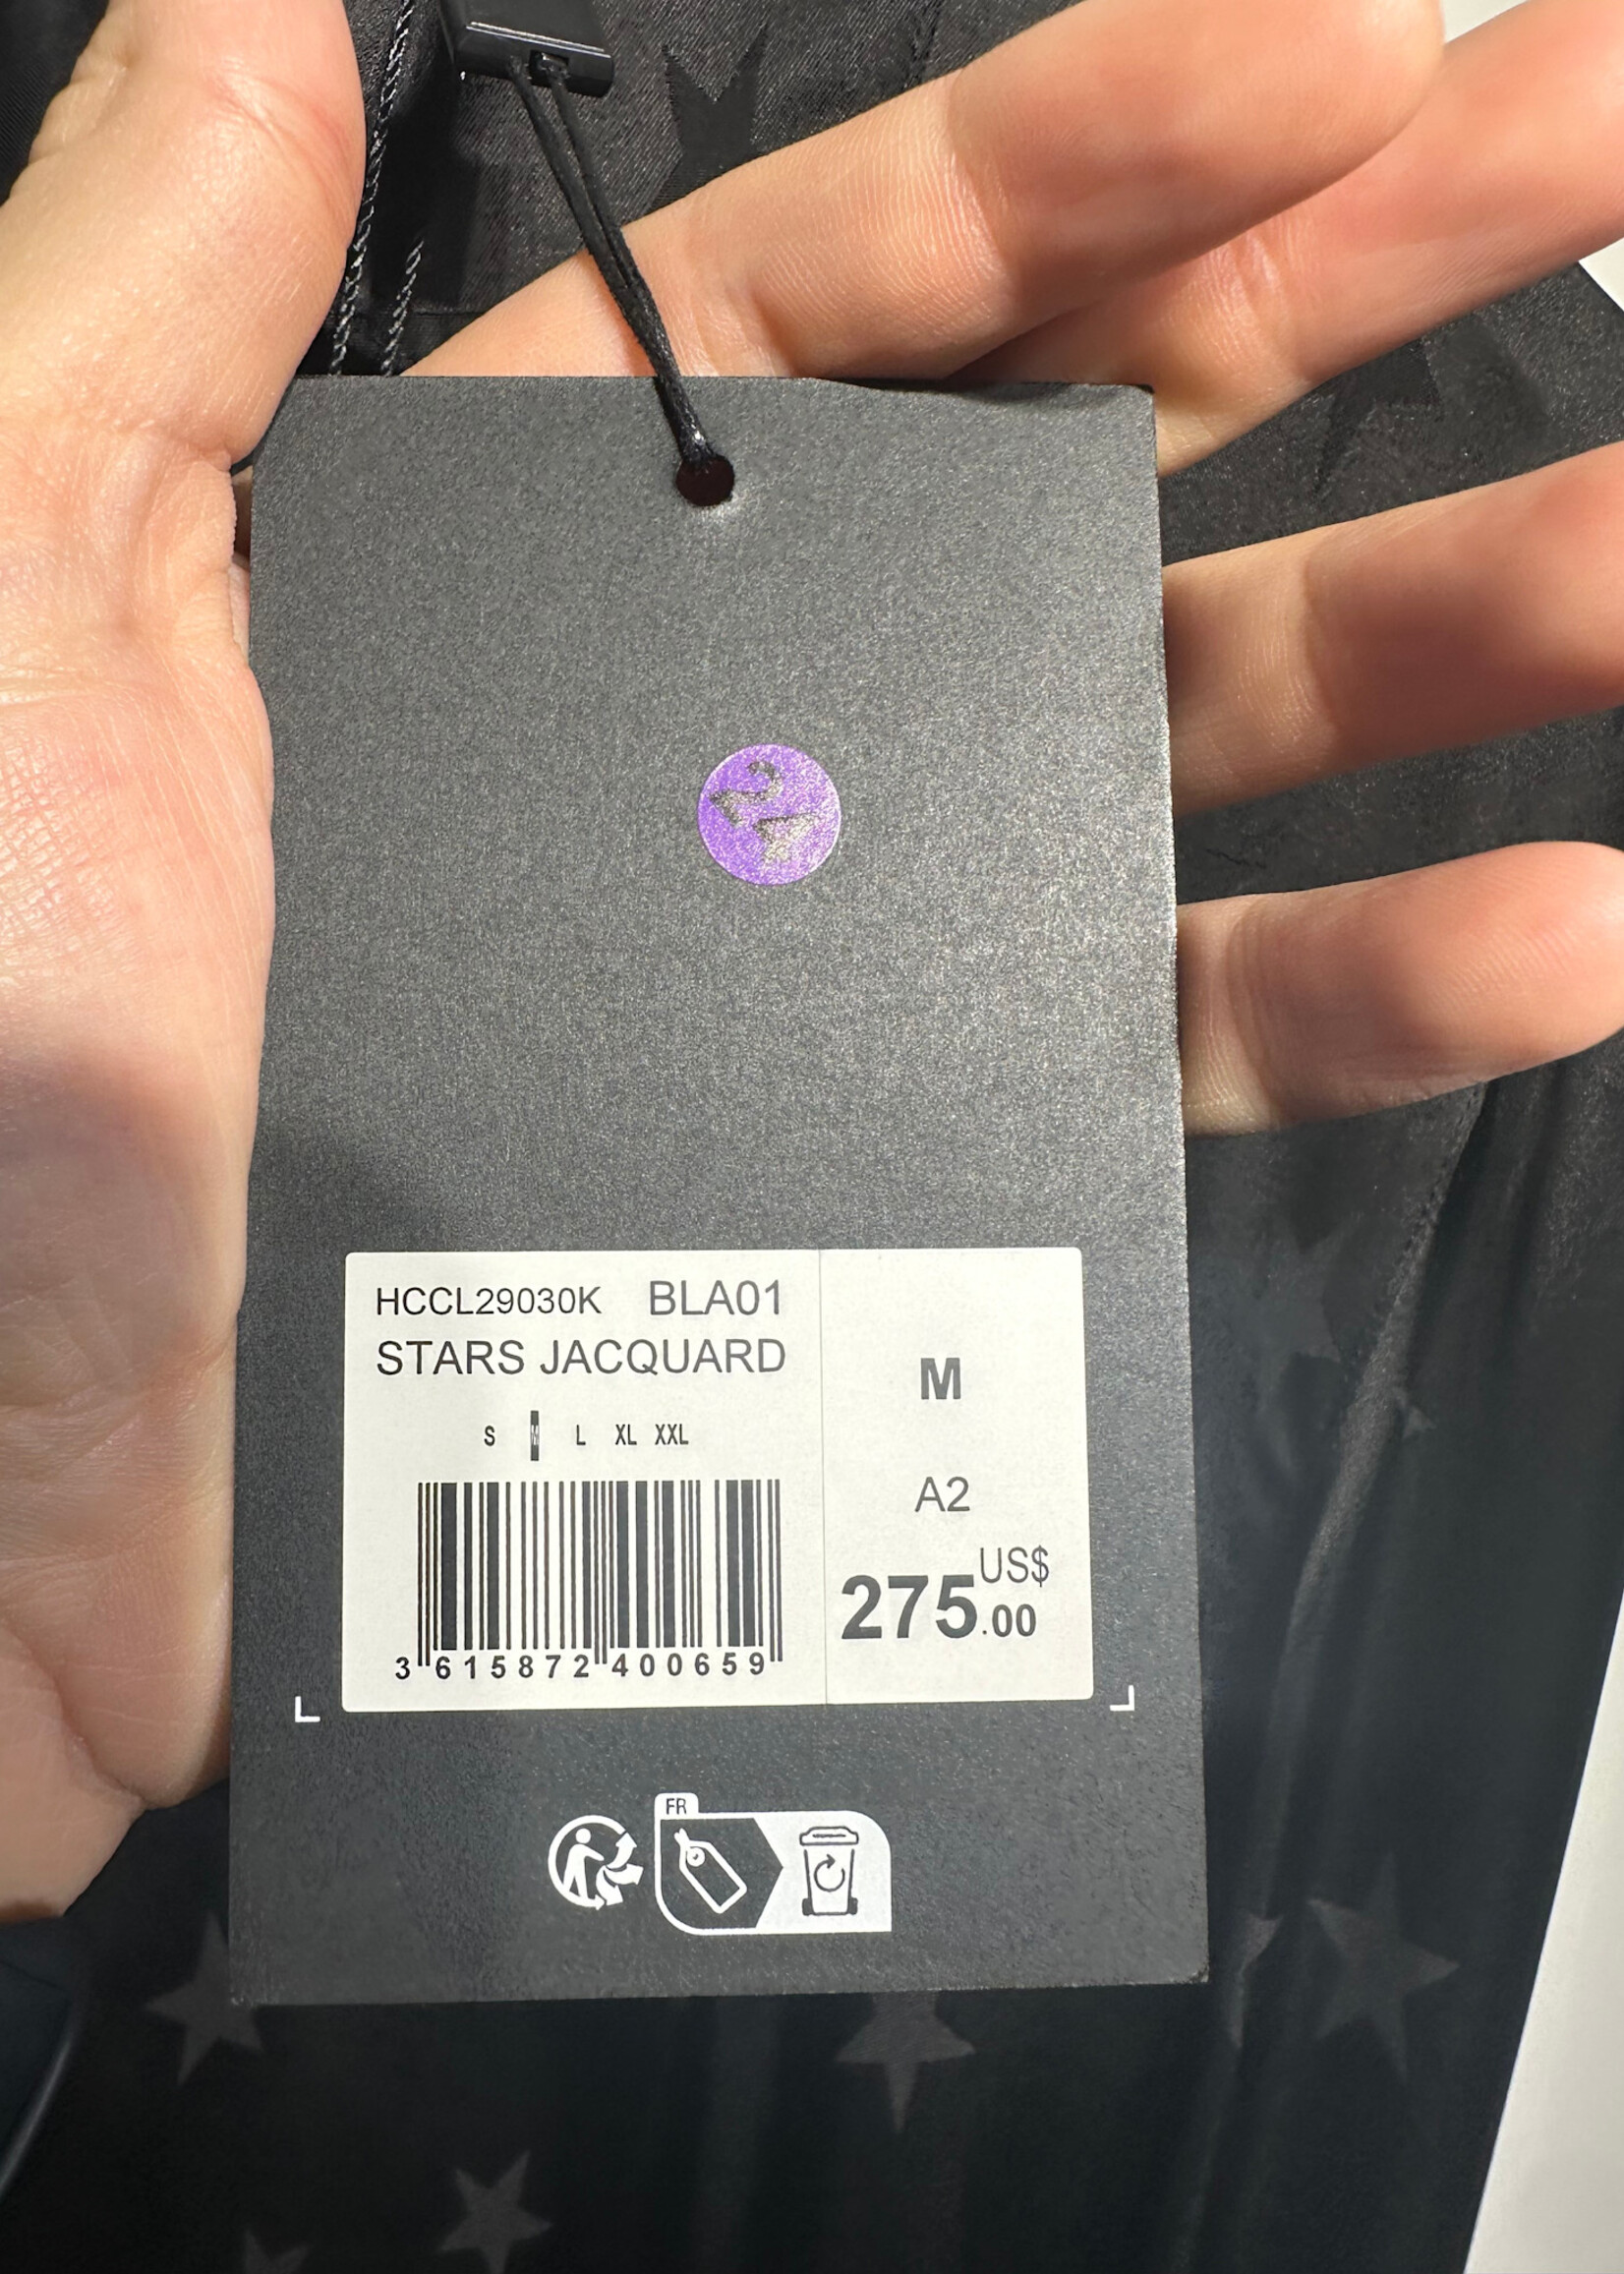 24
HCCL29030K BLA01
STARS JACQUARD
S M L XL XXL
3 615872 400659
M
A2
US$
275.00
FR